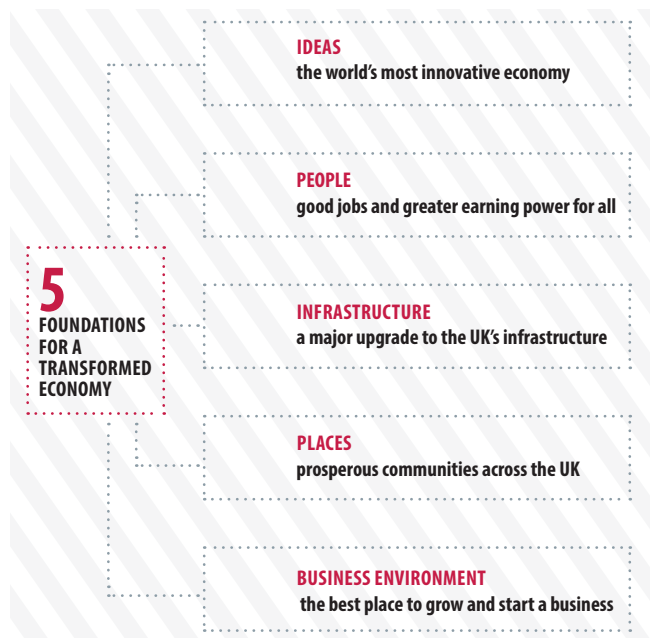 IDEAS
the world's most innovative economy
PEOPLE
good jobs and greater earning power for all
5
FOUNDATIONS
FOR A
TRANSFORMED
ECONOMY
INFRASTRUCTURE
a major upgrade to the UK's infrastructure
PLACES
prosperous communities across the UK
BUSINESS ENVIRONMENT
the best place to grow and start a business